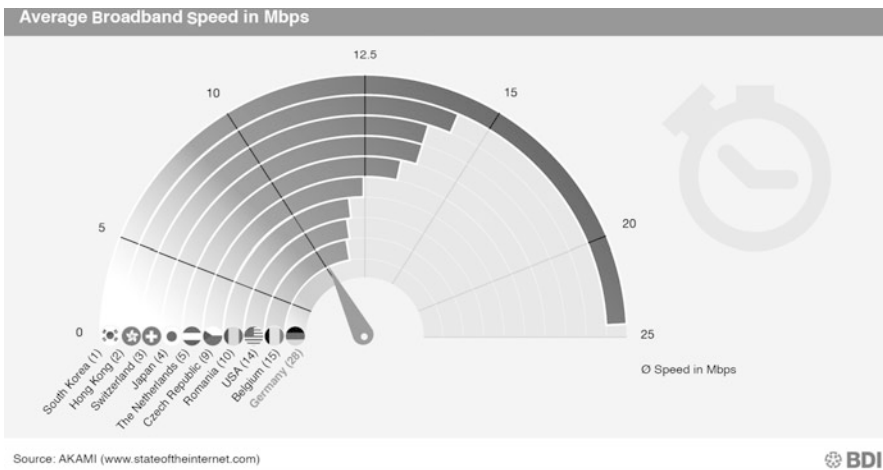 Average Broadband Speed in Mbps
12.5
10
15
5
20
0
25
South Korea (1)
Hong Kong (2)
Switzerland (3)
Japan (4)
The Netherlands (5)
Czech Republic (9)
Romania (10)
USA (14)
Belgium (15)
Germany (28)
Ø Speed in Mbps
Source: AKAMI (www.stateoftheinternet.com)
BDI